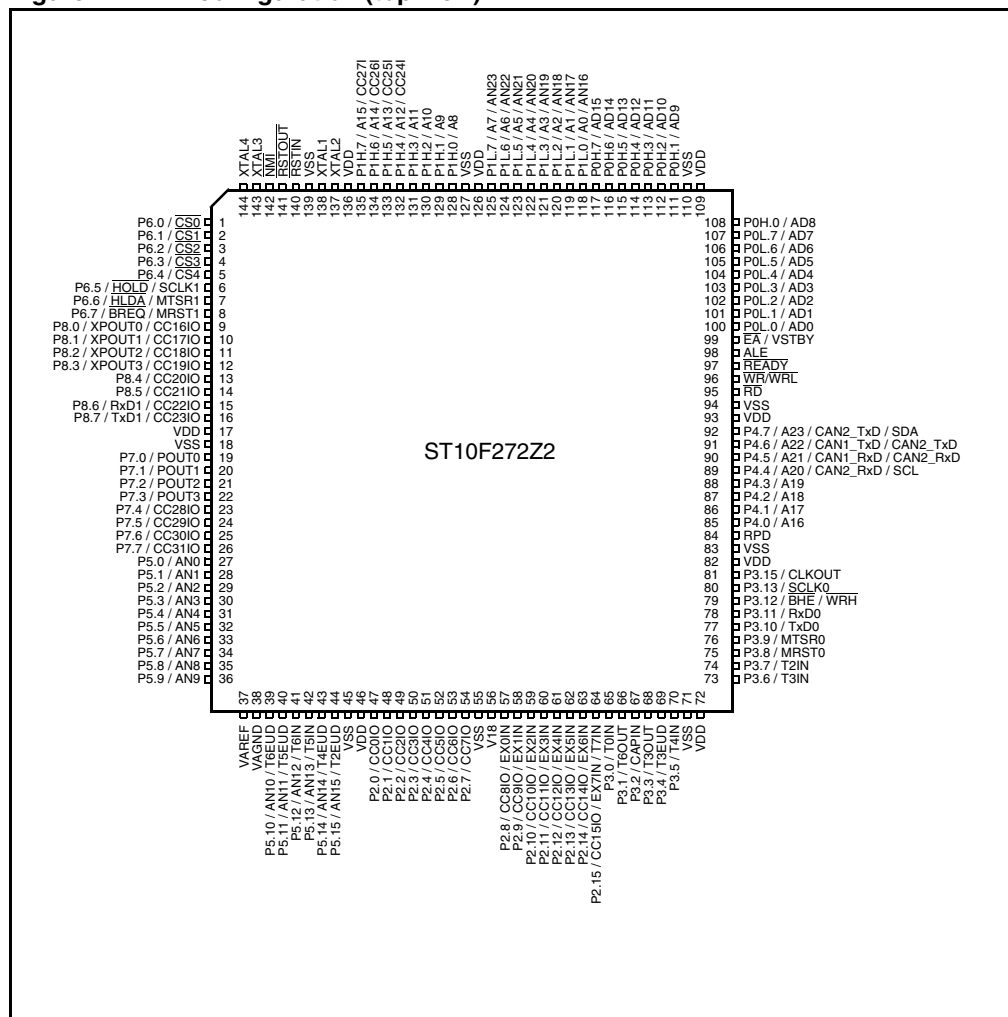 configuration (top view)
XTAL4
XTAL3
NMI
RSTOUT
RSTIN
VSS
XTAL1
XTAL2
VDD
P1H.7 / A15 / CC27I
P1H.6 / A14 / CC26I
P1H.5 / A13 / CC25I
P1H.4 / A12 / CC24I
P1H.3 / A11
P1H.2 / A10
P1H.1 / A9
P1H.0 / A8
VSS
VDD
P1L.7 / A7 / AN23
P1L.6 / A6 / AN22
P1L.5 / A5 / AN21
P1L.4 / A4 / AN20
P1L.3 / A3 / AN19
P1L.2 / A2 / AN18
P1L.1 / A1 / AN17
P1L.0 / A0 / AN16
P0H.7 / AD15
P0H.6 / AD14
P0H.5 / AD13
P0H.4 / AD12
P0H.3 / AD11
P0H.2 / AD10
P0H.1 / AD9
VSS
VDD
144 143 142 141 140 139 138 137 136 135 134 133 132 131 130 129 128 127 126 125 124 123 122 121 120 119 118 117 116 115 114 113 112 111 110 109
P6.0 / CS0 1
P6.1 / CS1 2
P6.2 / CS2 3
P6.3 / CS3 4
P6.4 / CS4 5
P6.5 / HOLD / SCLK1 6
P6.6 / HLDA / MTSR1 7
P6.7 / BREQ / MRST1 8
P8.0 / XPOUT0 / CC16IO 9
P8.1 / XPOUT1 / CC17IO 10
P8.2 / XPOUT2 / CC18IO 11
P8.3 / XPOUT3 / CC19IO 12
P8.4 / CC20IO 13
P8.5 / CC21IO 14
P8.6 / RxD1 / CC22IO 15
P8.7 / TxD1 / CC23IO 16
VDD 17
VSS 18
P7.0 / POUT0 19
P7.1 / POUT1 20
P7.2 / POUT2 21
P7.3 / POUT3 22
P7.4 / CC28IO 23
P7.5 / CC29IO 24
P7.6 / CC30IO 25
P7.7 / CC31IO 26
P5.0 / AN0 27
P5.1 / AN1 28
P5.2 / AN2 29
P5.3 / AN3 30
P5.4 / AN4 31
P5.5 / AN5 32
P5.6 / AN6 33
P5.7 / AN7 34
P5.8 / AN8 35
P5.9 / AN9 36
ST10F272Z2
108 P0H.0 / AD8
107 P0L.7 / AD7
106 P0L.6 / AD6
105 P0L.5 / AD5
104 P0L.4 / AD4
103 P0L.3 / AD3
102 P0L.2 / AD2
101 P0L.1 / AD1
100 P0L.0 / AD0
99 EA / VSTBY
98 ALE
97 READY
96 WR/WRL
95 RD
94 VSS
93 VDD
92 P4.7 / A23 / CAN2_TxD / SDA
91 P4.6 / A22 / CAN1_TxD / CAN2_TxD
90 P4.5 / A21 / CAN1_RxD / CAN2_RxD
89 P4.4 / A20 / CAN2_RxD / SCL
88 P4.3 / A19
87 P4.2 / A18
86 P4.1 / A17
85 P4.0 / A16
84 RPD
83 VSS
82 VDD
81 P3.15 / CLKOUT
80 P3.13 / SCLK0
79 P3.12 / BHE / WRH
78 P3.11 / RxD0
77 P3.10 / TxD0
76 P3.9 / MTSR0
75 P3.8 / MRST0
74 P3.7 / T2IN
73 P3.6 / T3IN
37 38 39 40 41 42 43 44 45 46 47 48 49 50 51 52 53 54 55 56 57 58 59 60 61 62 63 64 65 66 67 68 69 70 71 72
VAREF
VAGND
P5.10 / AN10 / T6EUD
P5.11 / AN11 / T5EUD
P5.12 / AN12 / T6IN
P5.13 / AN13 / T5IN
P5.14 / AN14 / T4EUD
P5.15 / AN15 / T2EUD
VSS
VDD
P2.0 / CC0IO
P2.1 / CC1IO
P2.2 / CC2IO
P2.3 / CC3IO
P2.4 / CC4IO
P2.5 / CC5IO
P2.6 / CC6IO
P2.7 / CC7IO
VSS
V18
P2.8 / CC8IO / EX0IN
P2.9 / CC9IO / EX1IN
P2.10 / CC10IO / EX2IN
P2.11 / CC11IO / EX3IN
P2.12 / CC12IO / EX4IN
P2.13 / CC13IO / EX5IN
P2.14 / CC14IO / EX6IN
P2.15 / CC15IO / EX7IN / T7IN
P3.0 / T0IN
P3.1 / T6OUT
P3.2 / CAPIN
P3.3 / T3OUT
P3.4 / T3EUD
P3.5 / T4IN
VSS
VDD